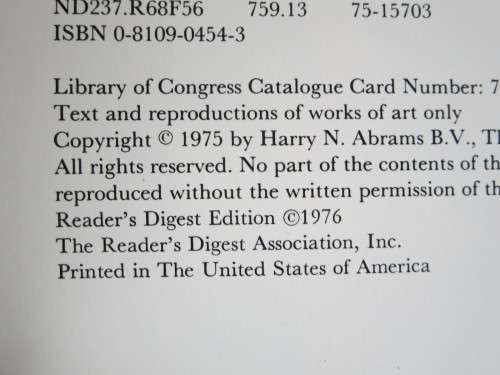 ND237.R68F56 759.13 75-15703
ISBN 0-8109-0454-3
Library of Congress Catalogue Card Number: 7
Text and reproductions of works of art only
Copyright © 1975 by Harry N. Abrams B.V., Th
All rights reserved. No part of the contents of th
reproduced without the written permission of th
Reader's Digest Edition ©1976
The Reader's Digest Association, Inc.
Printed in The United States of America